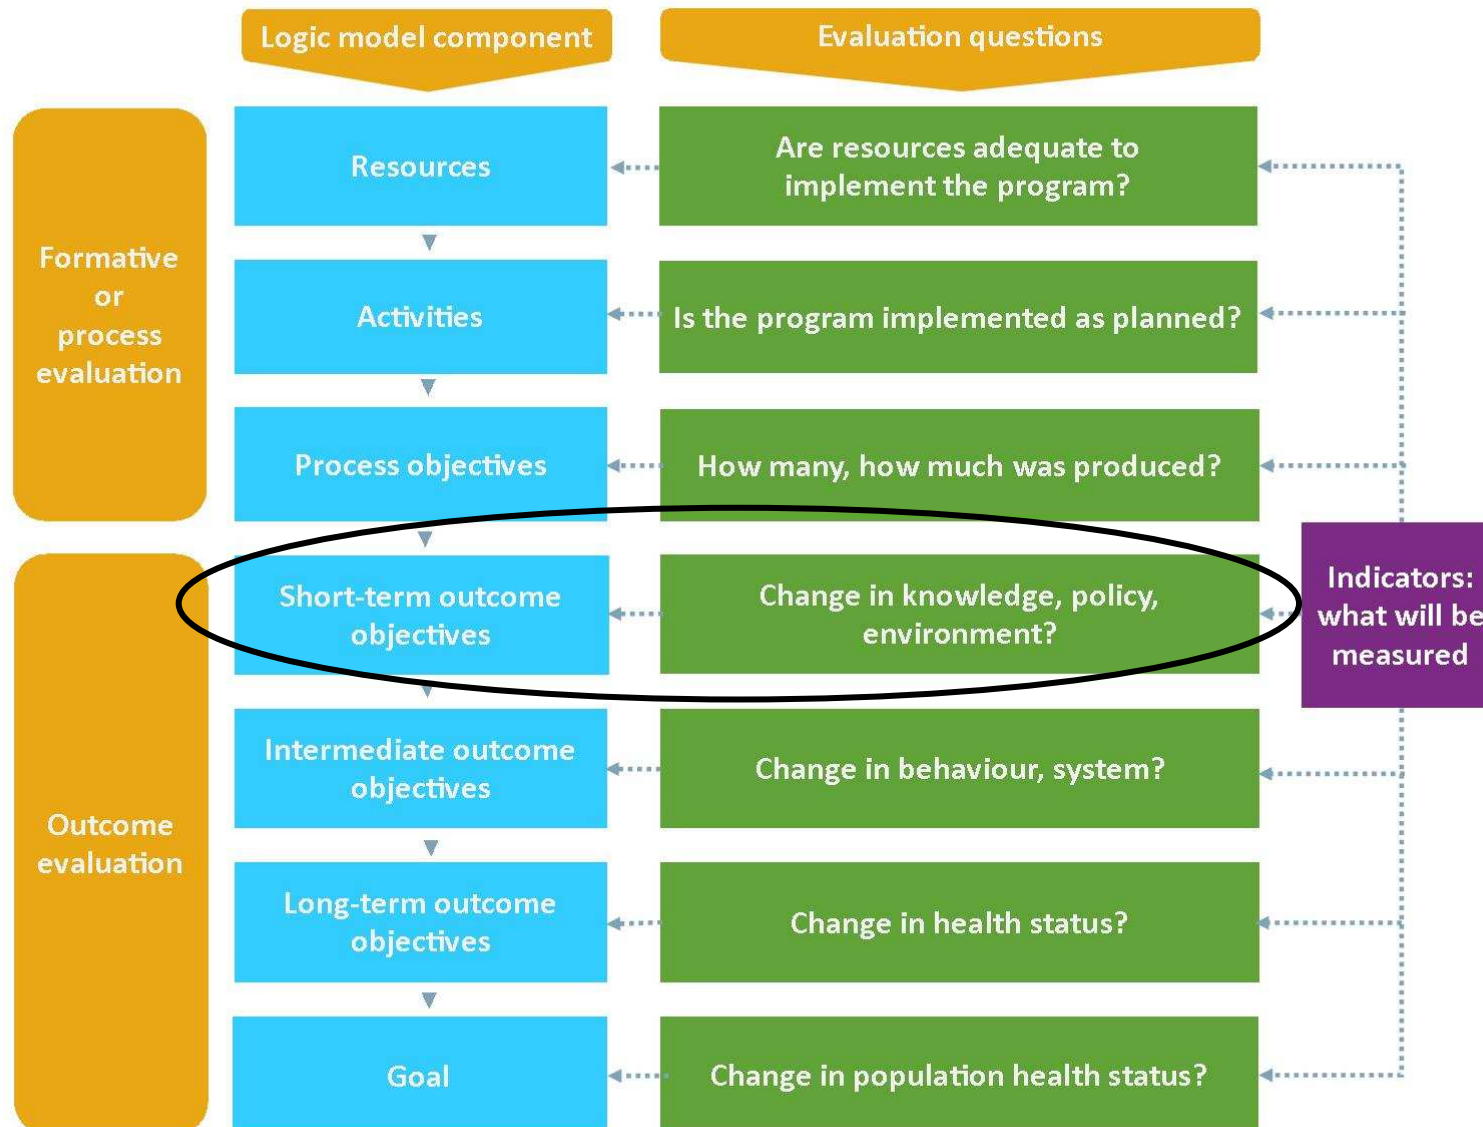 Logic model component
Evaluation questions
Formative
or
process
evaluation
Resources
Are resources adequate to
implement the program?
Activities
Is the program implemented as planned?
Process objectives
How many, how much was produced?
Outcome
evaluation
Short-term outcome
objectives
Change in knowledge, policy,
environment?
Intermediate outcome
objectives
Change in behaviour, system?
Long-term outcome
objectives
Change in health status?
Goal
Change in population health status?
Indicators:
what will be
measured